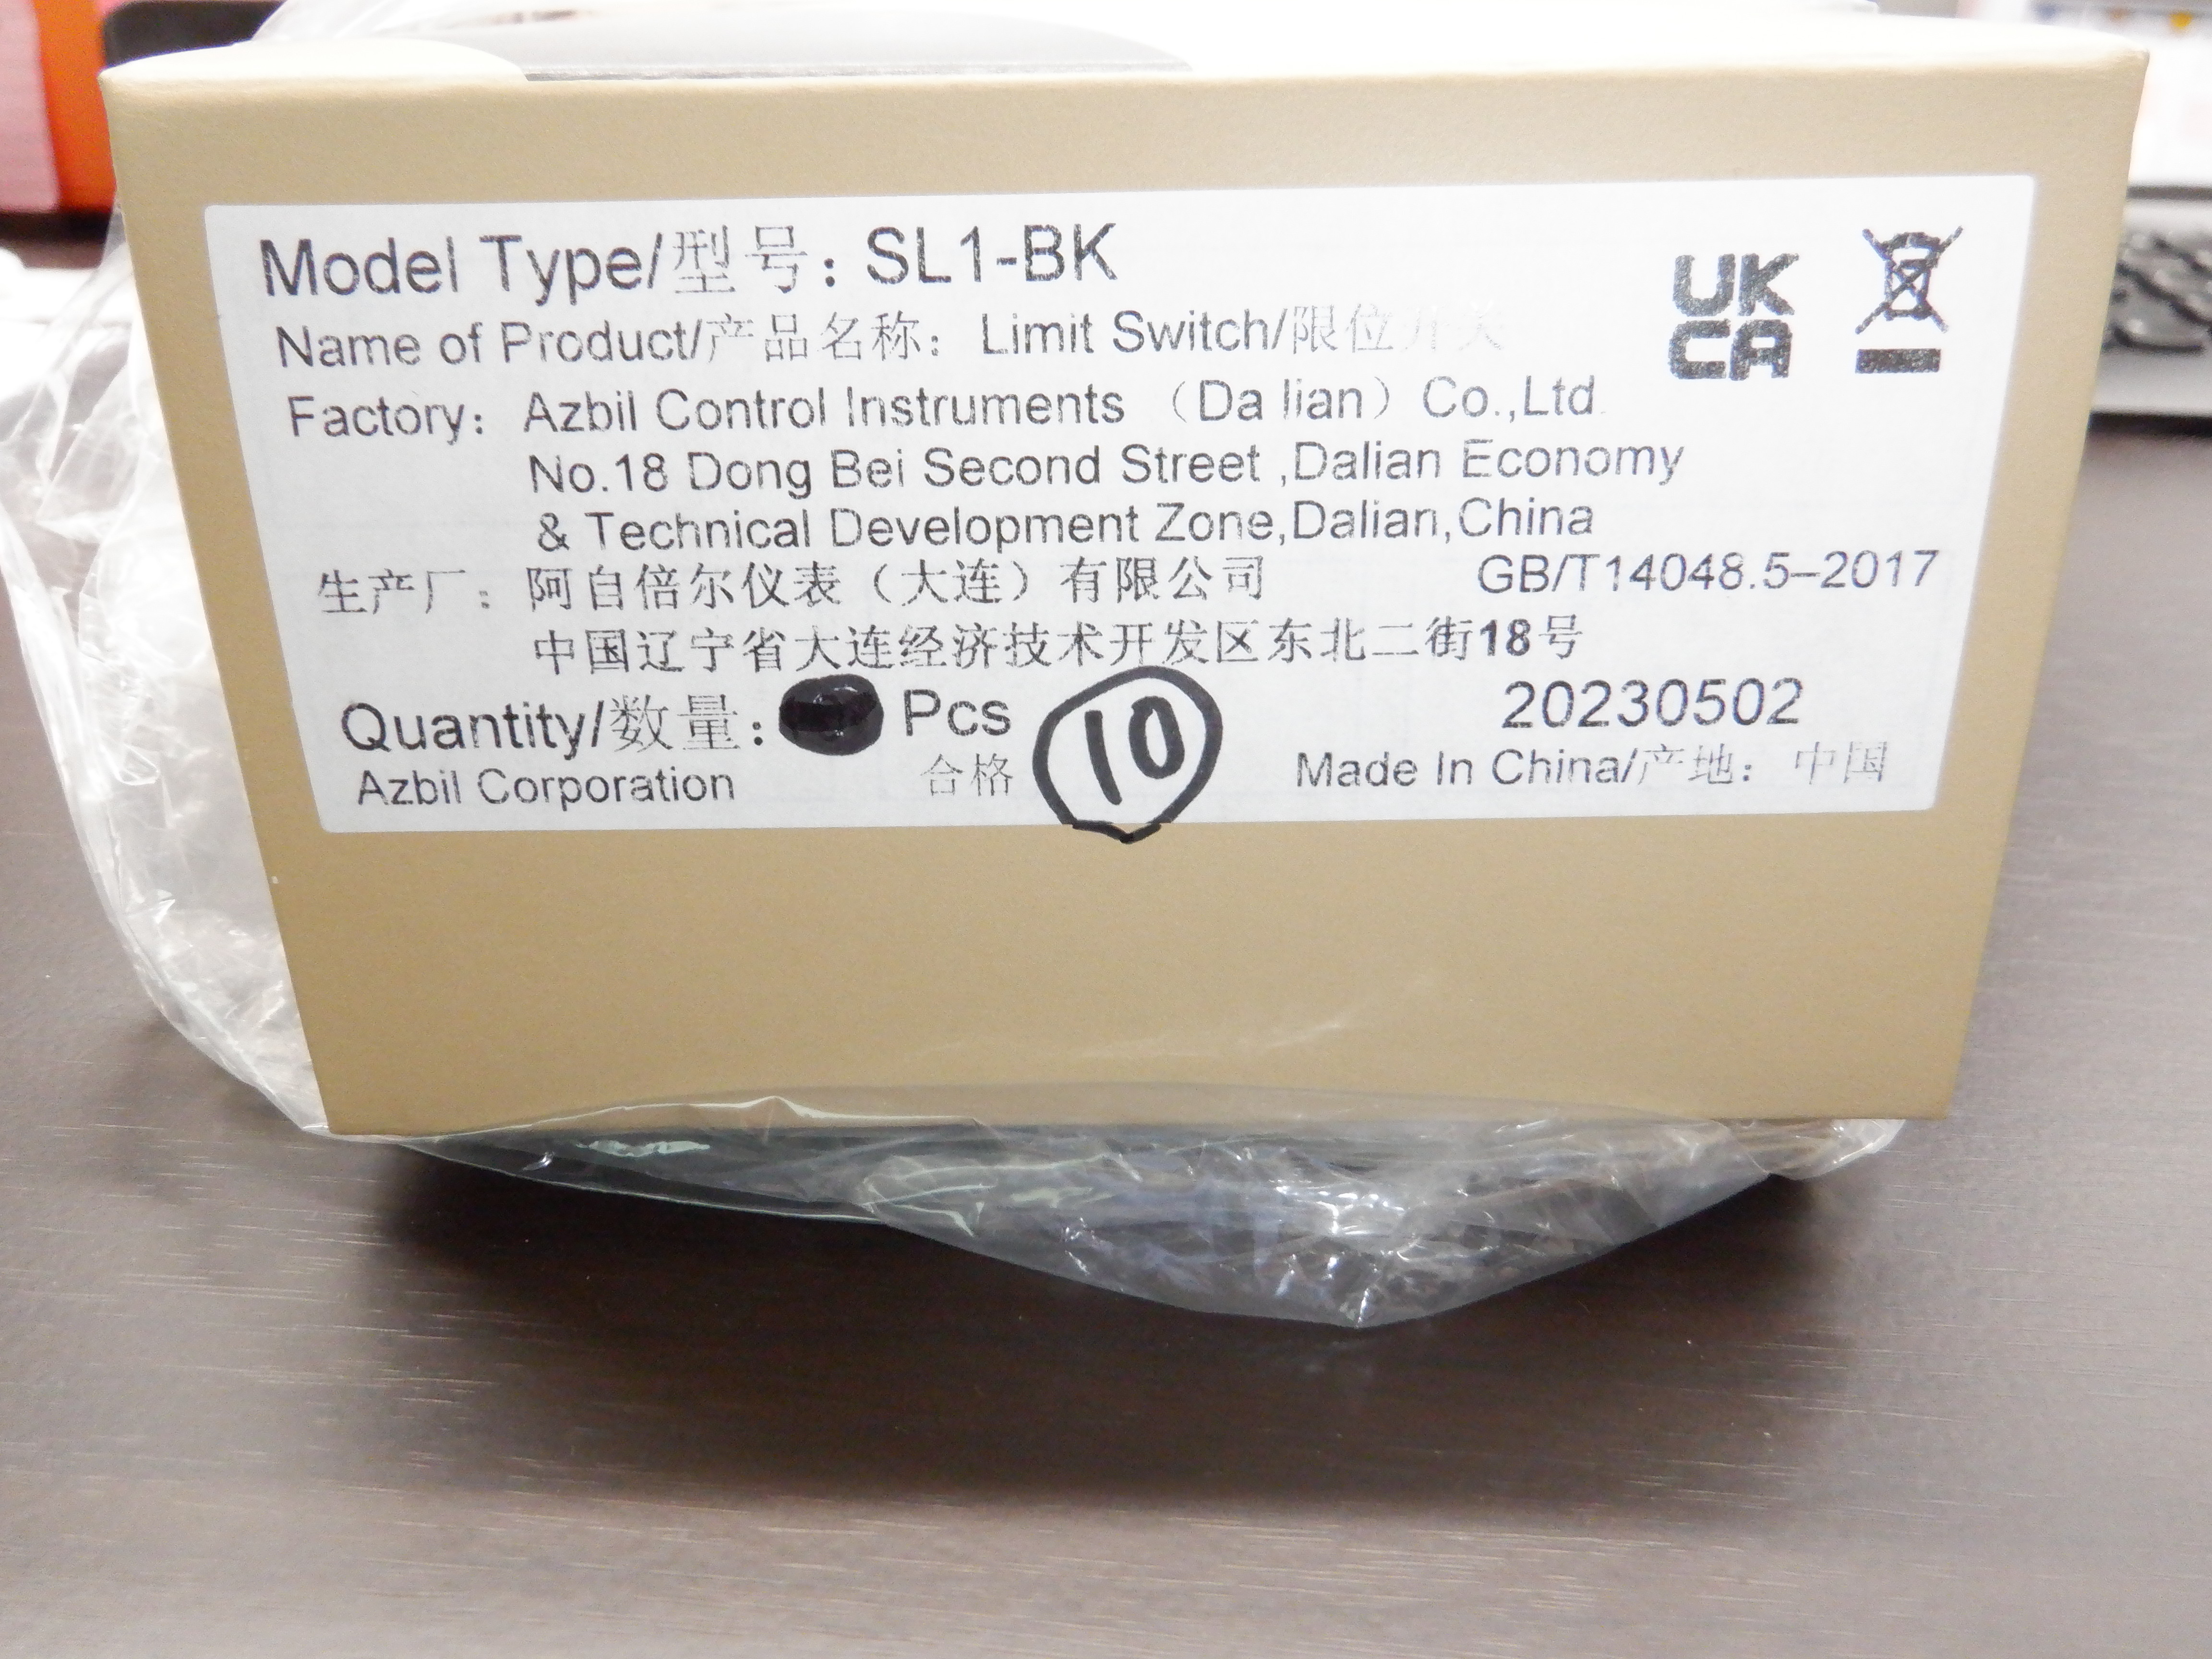 Model Type/型号: SL1-BK
Name of Product/产品名称: Limit Switch/限位开关
UK
CA
Factory: Azbil Control Instruments （Da lian）Co.,Ltd.
No.18 Dong Bei Second Street ,Dalian Economy
& Technical Development Zone,Dalian,China
生产厂: 阿自倍尔仪表（大连）有限公司 GB/T14048.5–2017
中国辽宁省大连经济技术开发区东北二街18号
Quantity/数量: Pcs 10 20230502
Azbil Corporation 合格 Made In China/产地: 中国